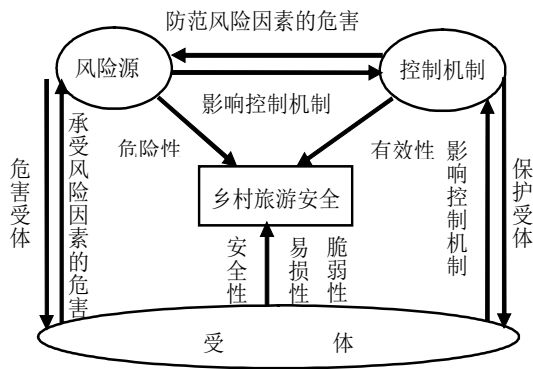 防范风险因素的危害
风险源
控制机制
影响控制机制
危险性
有效性
乡村旅游安全
危害受体
承受风险因素的危害
安全性
易损性
脆弱性
影响控制机制
保护受体
受 体